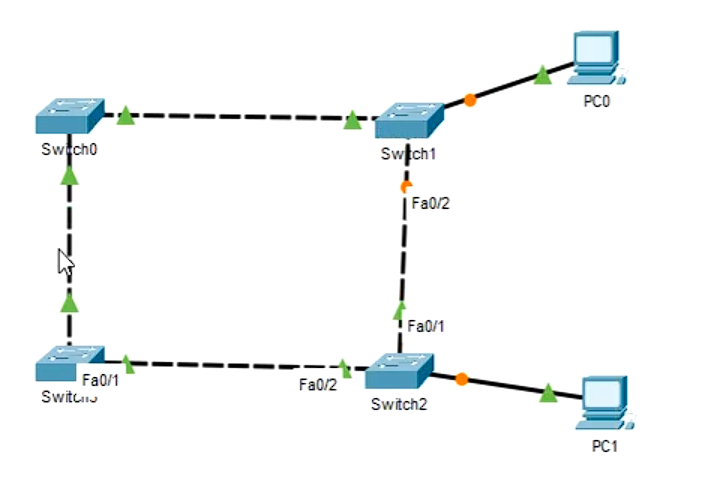 PC0
Switch0
Switch1
Fa0/2
Fa0/1
Fa0/1
Fa0/2
Switch2
PC1